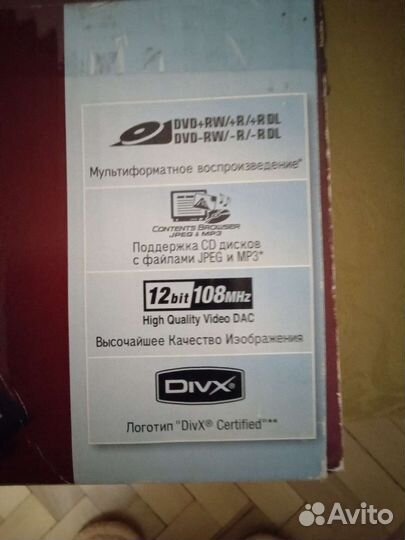 DVD+RW/+R/+R DL
DVD-RW/-R/-R DL
Мультиформатное воспроизведение*
CONTENTS BROWSER
JPEG & MP3
Поддержка CD дисков
с файлами JPEG и MP3*
12bit 108MHz
High Quality Video DAC
Высочайшее Качество Изображения
DIVX®
Логотип "DivX® Certified"**
Avito